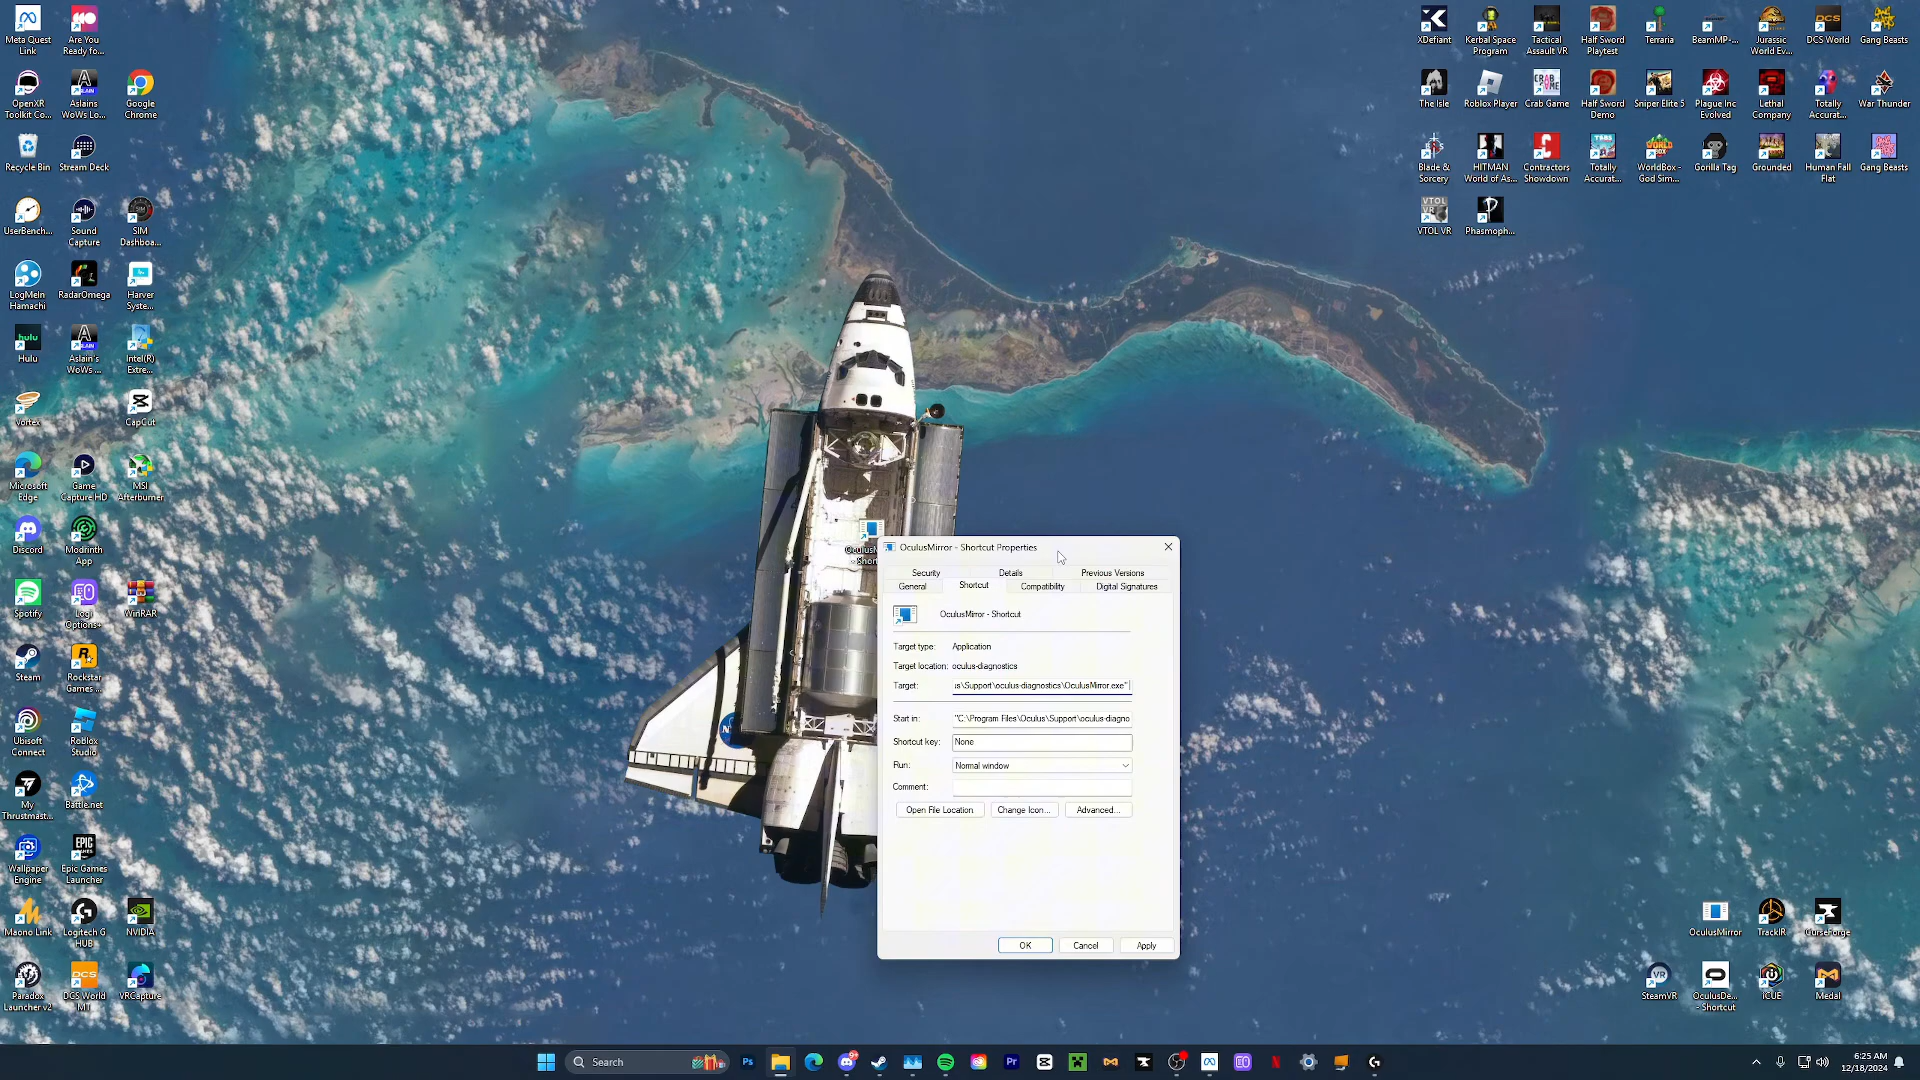 Meta Quest
Link
Are You
Ready fo...
OpenXR
Toolkit Co...
Aslains
WoWs Lo...
Google
Chrome
Recycle Bin
Stream Deck
UserBench...
Sound
Capture
SIM
Dashboa...
LogMeIn
Hamachi
RadarOmega
Harver
Syste...
Hulu
Aslain's
WoWs ...
Intel(R)
Extre...
Vortex
CapCut
Microsoft
Edge
Game
Capture HD
MSI
Afterburner
Discord
Modrinth
App
Spotify
Logi
Options+
WinRAR
Steam
Rockstar
Games ...
Ubisoft
Connect
Roblox
Studio
My
Thrustmast...
Battle.net
Wallpaper
Engine
Epic Games
Launcher
Maono Link
Logitech G
HUB
NVIDIA
Paradox
Launcher v2
DCS World
MT
VRCapture
XDefiant
Kerbal Space
Program
Tactical
Assault VR
Half Sword
Playtest
Terraria
BeamMP-...
Jurassic
World Ev...
DCS World
Gang Beasts
The Isle
Roblox Player
Crab Game
Half Sword
Demo
Sniper Elite 5
Plague Inc
Evolved
Lethal
Company
Totally
Accurat...
War Thunder
Blade &
Sorcery
HITMAN
World of As...
Contractors
Showdown
Totally
Accurat...
WorldBox -
God Sim...
Gorilla Tag
Grounded
Human Fall
Flat
Gang Beasts
VTOL VR
Phasmoph...
OculusMirror - Shortcut Properties
Security
Details
Previous Versions
General
Shortcut
Compatibility
Digital Signatures
OculusMirror - Shortcut
Target type: Application
Target location: oculus-diagnostics
Target: ıs\Support\oculus-diagnostics\OculusMirror.exe"
Start in: "C:\Program Files\Oculus\Support\oculus-diagno
Shortcut key: None
Run: Normal window
Comment:
Open File Location
Change Icon...
Advanced...
OK
Cancel
Apply
OculusMirror
TrackIR
CurseForge
SteamVR
OculusDe...
- Shortcut
iCUE
Medal
Search
6:25 AM
12/18/2024